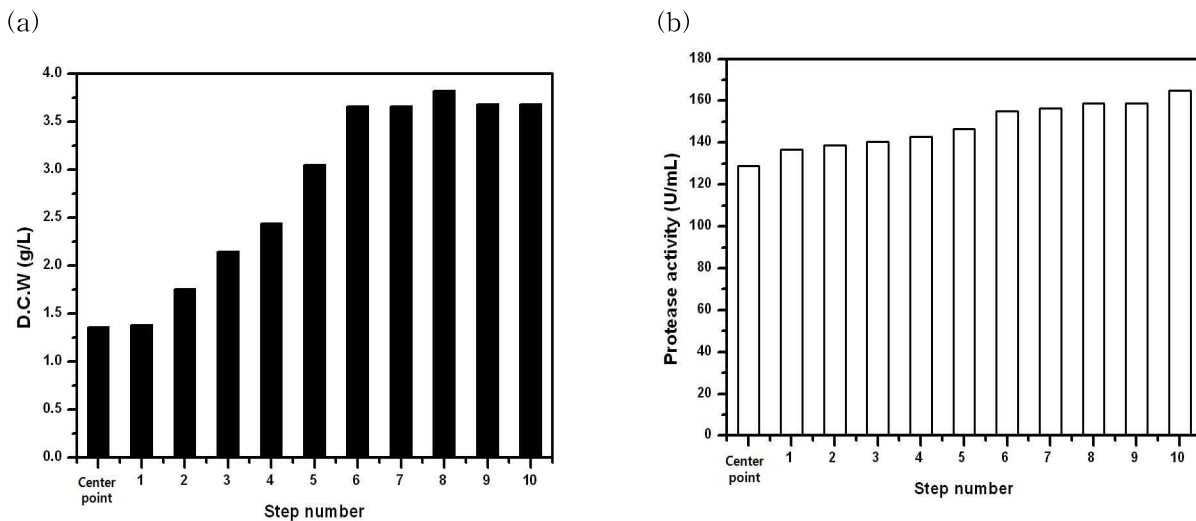 (a)
D.C.W (g/L)
4.0
3.5
3.0
2.5
2.0
1.5
1.0
0.5
0.0
Center
point
1 2 3 4 5 6 7 8 9 10
Step number
(b)
Protease activity (U/mL)
180
160
140
120
100
80
60
40
20
0
Center
point
1 2 3 4 5 6 7 8 9 10
Step number